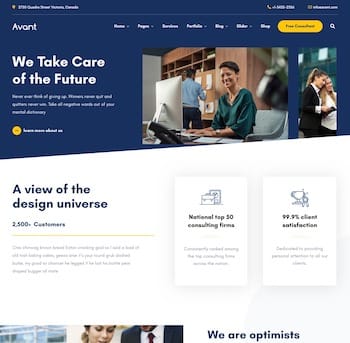 2720 Quadra Street Victoria, Canada
+1-5435-2356
info@avant.com
Avant
Home
Pages
Services
Portfolio
Blog
Slider
Shop
Free Consultant
We Take Care
of the Future
Never ever think of giving up. Winners never quit and
quitters never win. Take all negative words out of your
mental dictionary
learn more about us
A view of the
design universe
2,500+ Customers
National top 50
consulting firms
Consistently ranked among
the top consulting firms
across the nation.
99.9% client
satisfaction
Dedicated to providing
personal attention to all our
clients.
We are optimists